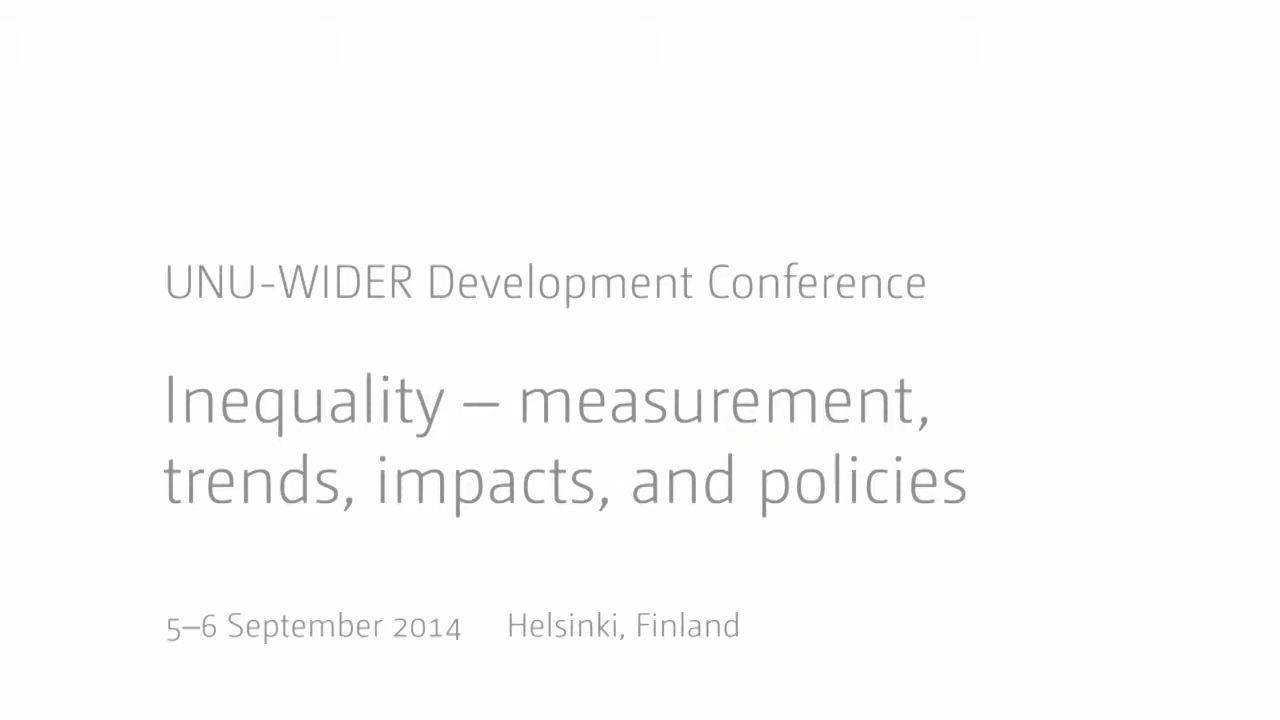 UNU-WIDER Development Conference
Inequality – measurement,
trends, impacts, and policies
5–6 September 2014 Helsinki, Finland